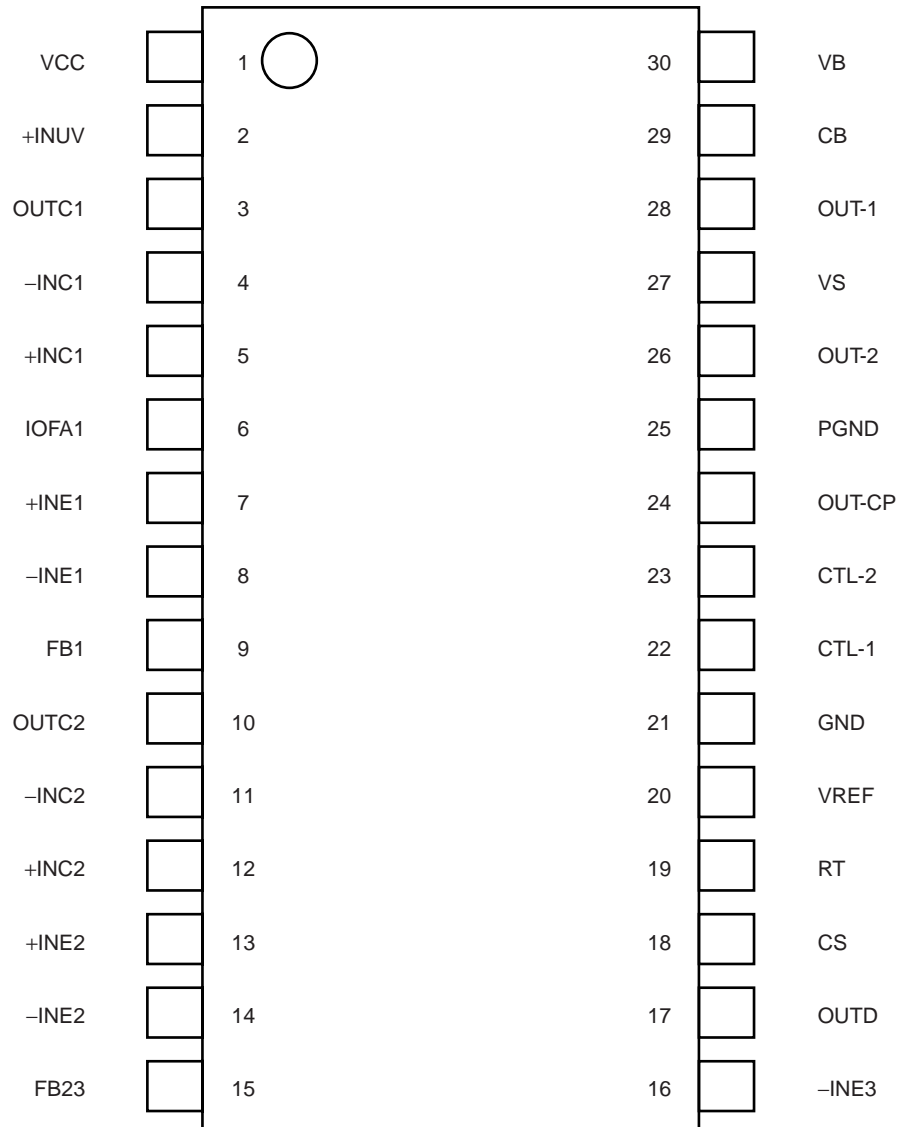 VCC 1 30 VB
+INUV 2 29 CB
OUTC1 3 28 OUT-1
−INC1 4 27 VS
+INC1 5 26 OUT-2
IOFA1 6 25 PGND
+INE1 7 24 OUT-CP
−INE1 8 23 CTL-2
FB1 9 22 CTL-1
OUTC2 10 21 GND
−INC2 11 20 VREF
+INC2 12 19 RT
+INE2 13 18 CS
−INE2 14 17 OUTD
FB23 15 16 −INE3